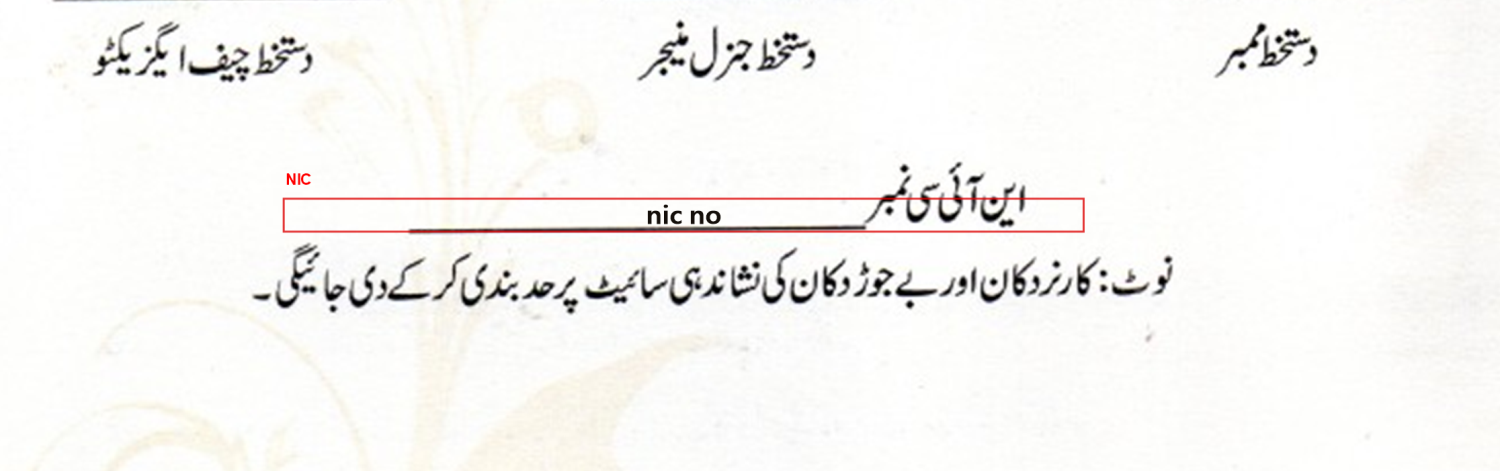 دستخط ممبر دستخط جنرل منیجر دستخط چیف ایگزیکٹو
NIC
این آئی سی نمبر nic no
نوٹ: کارنر دکان اور بے جوڑ دکان کی نشاندہی سائیٹ پر حد بندی کر کے دی جائیگی۔